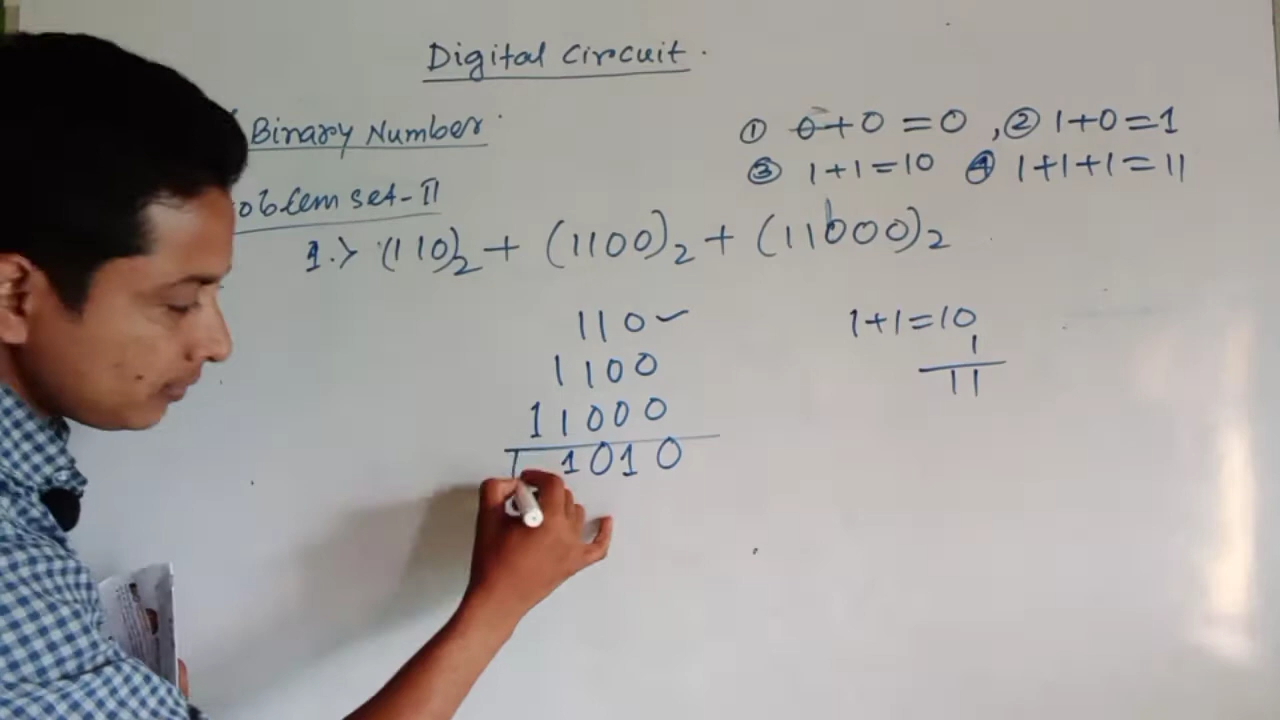 Digital Circuit.
Binary Number
① 0+0=0, ② 1+0=1
③ 1+1=10 ④ 1+1+1=11
oblem set-II
1.> (110)₂ + (1100)₂ + (11000)₂
110
1100
11000
1 1010
1+1=10
1
11